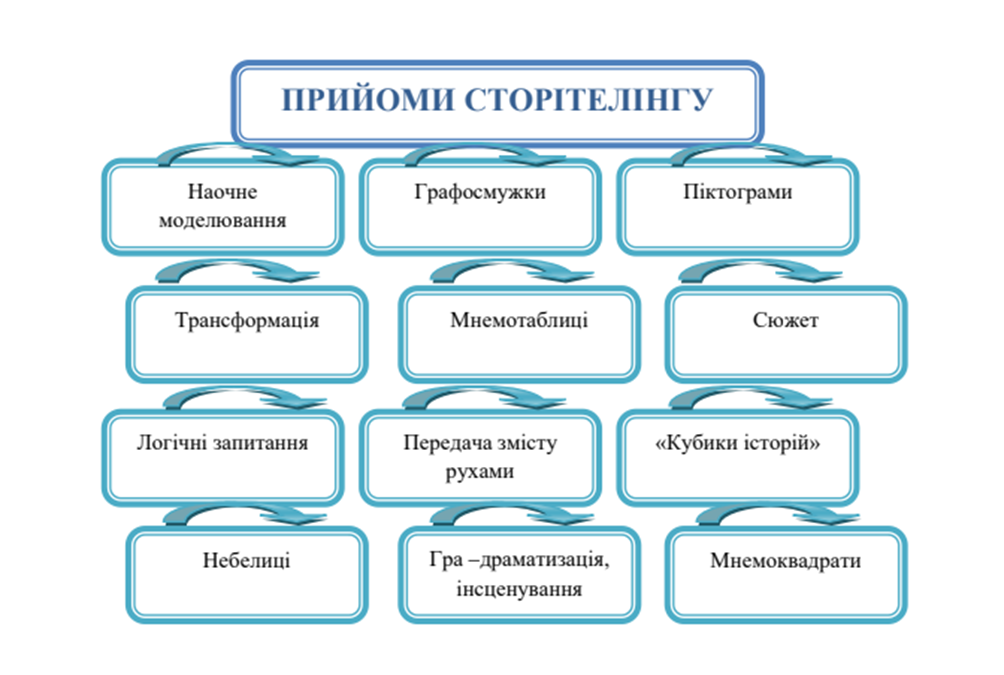 ПРИЙОМИ СТОРІТЕЛІНГУ
Наочне
моделювання
Графосмужки
Піктограми
Трансформація
Мнемотаблиці
Сюжет
Логічні запитання
Передача змісту
рухами
«Кубики історій»
Небелиці
Гра –драматизація,
інсценування
Мнемоквадрати